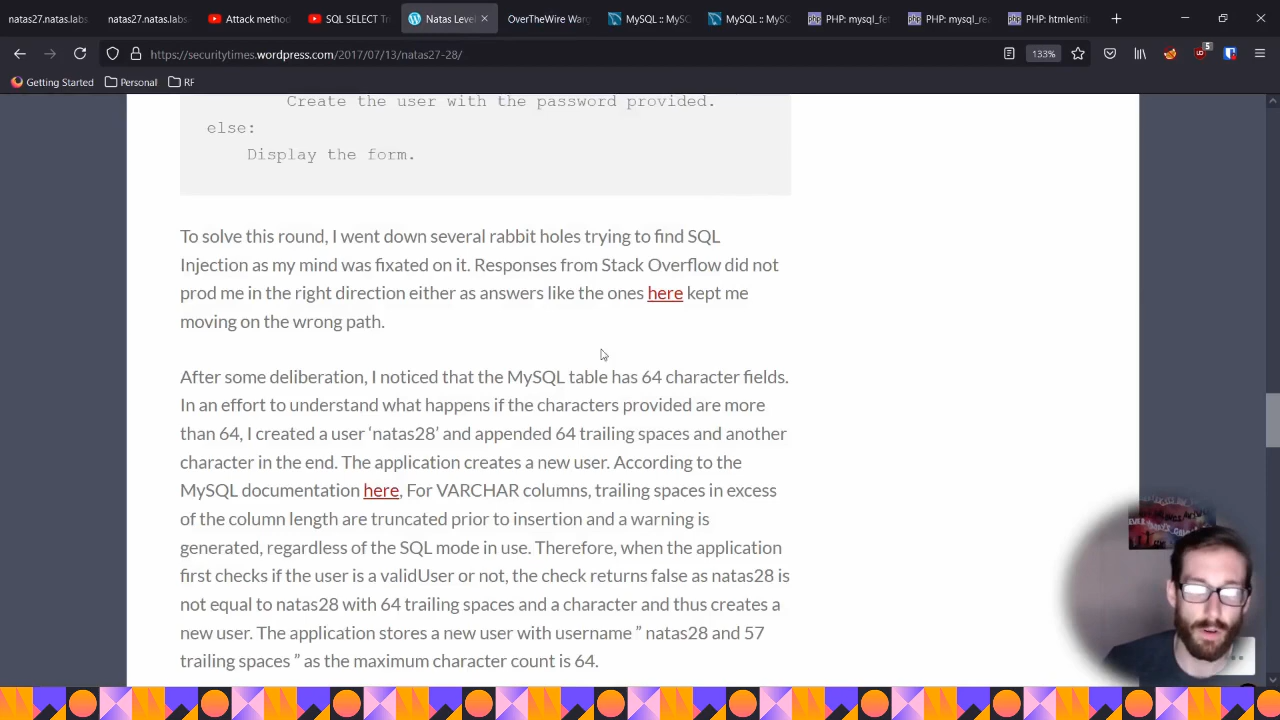 natas27.natas.labs
natas27.natas.labs
Attack method
SQL SELECT Tr
Natas Level
OverTheWire Warg
MySQL :: MySC
MySQL :: MySC
PHP: mysql_fet
PHP: mysql_rea
PHP: htmlentit
https://securitytimes.wordpress.com/2017/07/13/natas27-28/
133%
5
Getting Started
Personal
RF
Create the user with the password provided.
else:
Display the form.
To solve this round, I went down several rabbit holes trying to find SQL
Injection as my mind was fixated on it. Responses from Stack Overflow did not
prod me in the right direction either as answers like the ones here kept me
moving on the wrong path.
After some deliberation, I noticed that the MySQL table has 64 character fields.
In an effort to understand what happens if the characters provided are more
than 64, I created a user ‘natas28’ and appended 64 trailing spaces and another
character in the end. The application creates a new user. According to the
MySQL documentation here, For VARCHAR columns, trailing spaces in excess
of the column length are truncated prior to insertion and a warning is
generated, regardless of the SQL mode in use. Therefore, when the application
first checks if the user is a validUser or not, the check returns false as natas28 is
not equal to natas28 with 64 trailing spaces and a character and thus creates a
new user. The application stores a new user with username ” natas28 and 57
trailing spaces ” as the maximum character count is 64.